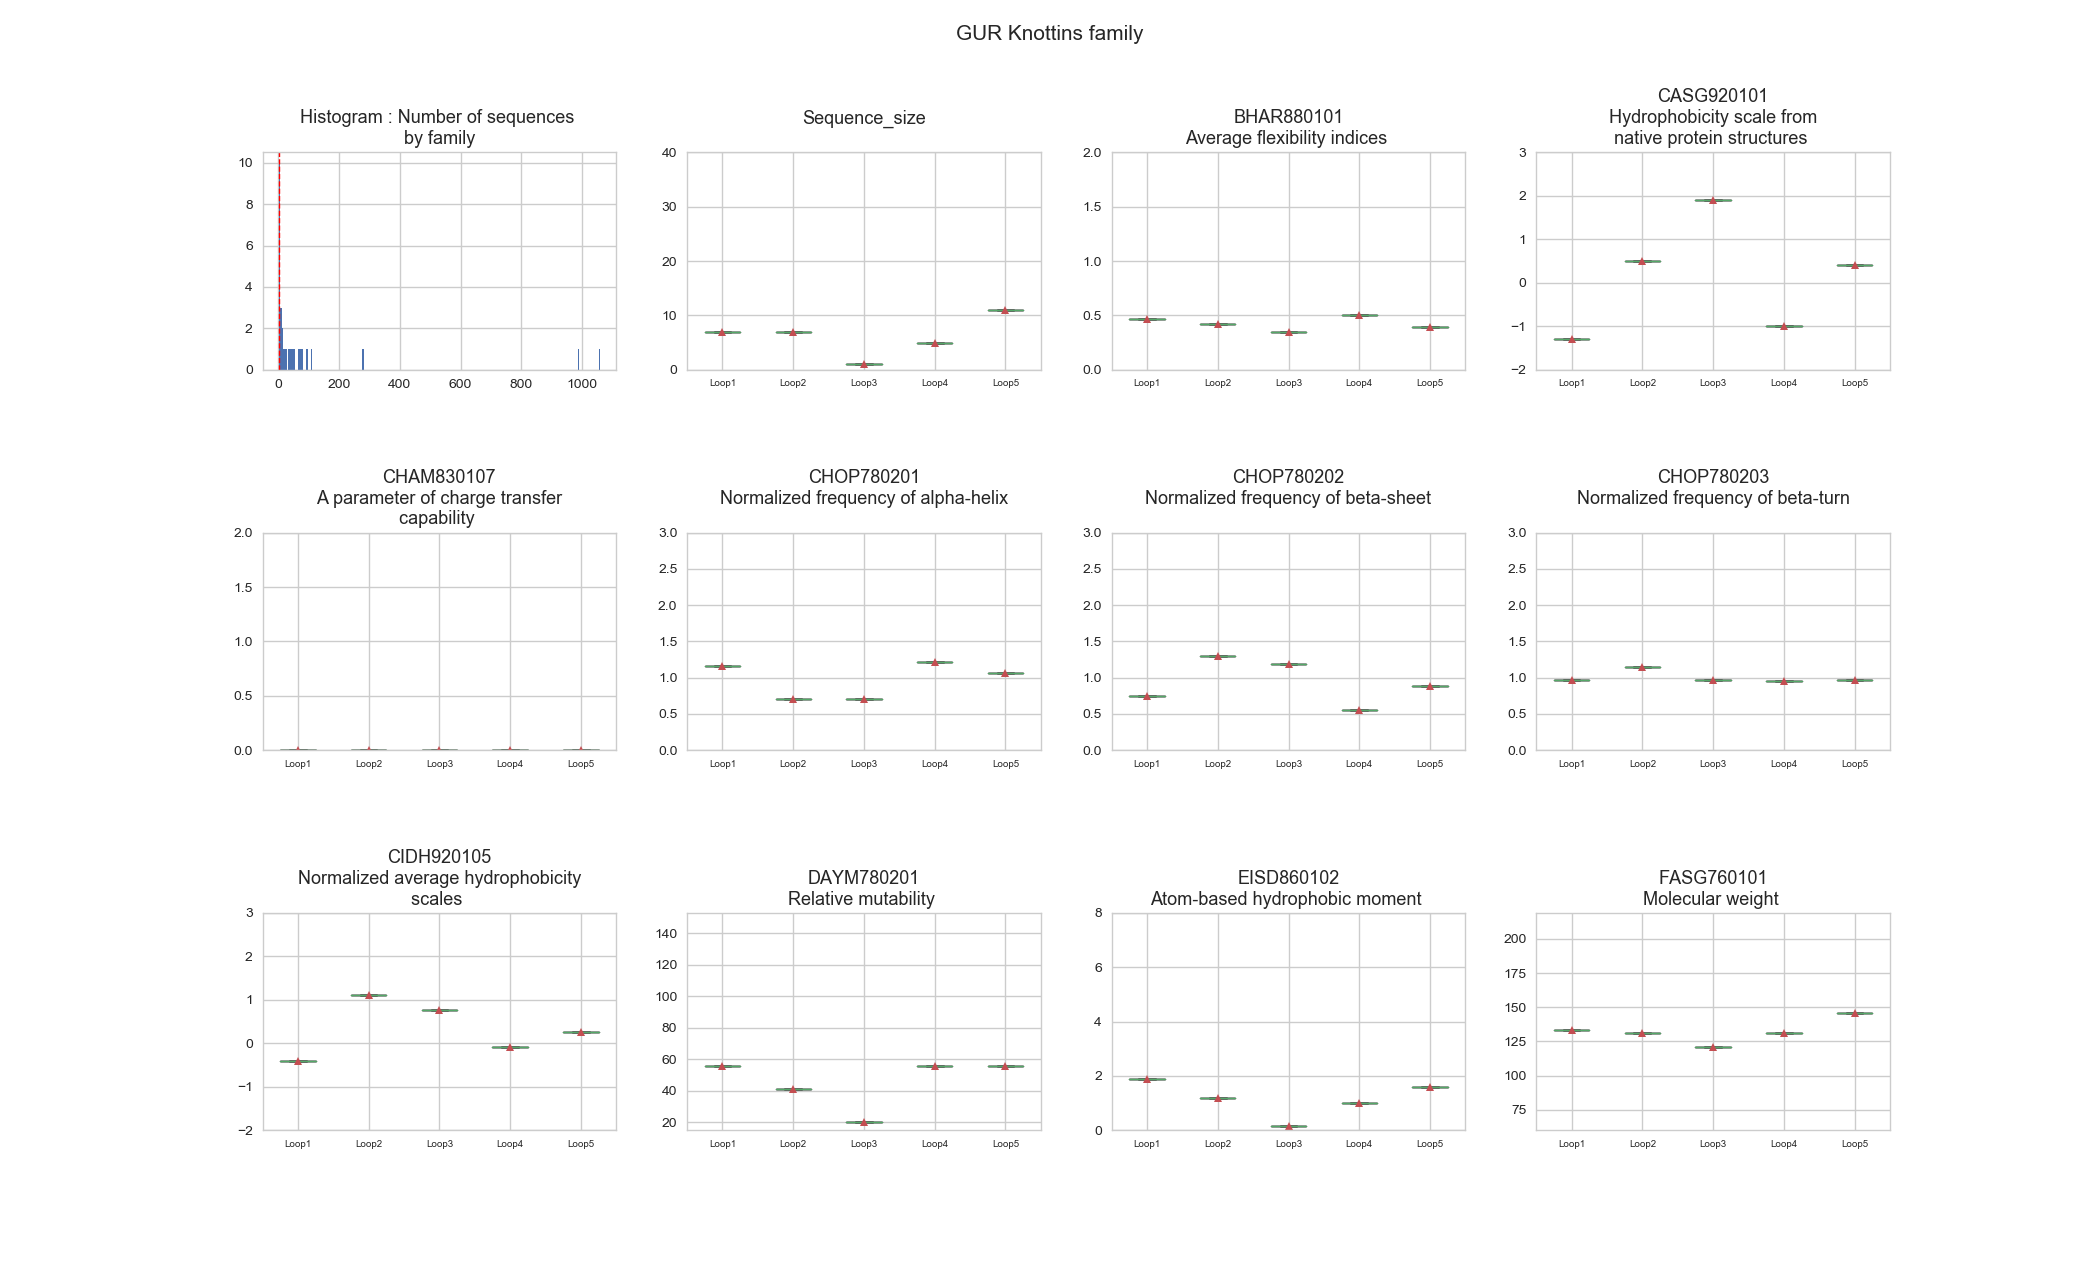 GUR Knottins family
Histogram : Number of sequences
by family
10
8
6
4
2
0
0 200 400 600 800 1000
Sequence_size
40
30
20
10
0
Loop1 Loop2 Loop3 Loop4 Loop5
BHAR880101
Average flexibility indices
2.0
1.5
1.0
0.5
0.0
Loop1 Loop2 Loop3 Loop4 Loop5
CASG920101
Hydrophobicity scale from
native protein structures
3
2
1
0
−1
−2
Loop1 Loop2 Loop3 Loop4 Loop5
CHAM830107
A parameter of charge transfer
capability
2.0
1.5
1.0
0.5
0.0
Loop1 Loop2 Loop3 Loop4 Loop5
CHOP780201
Normalized frequency of alpha-helix
3.0
2.5
2.0
1.5
1.0
0.5
0.0
Loop1 Loop2 Loop3 Loop4 Loop5
CHOP780202
Normalized frequency of beta-sheet
3.0
2.5
2.0
1.5
1.0
0.5
0.0
Loop1 Loop2 Loop3 Loop4 Loop5
CHOP780203
Normalized frequency of beta-turn
3.0
2.5
2.0
1.5
1.0
0.5
0.0
Loop1 Loop2 Loop3 Loop4 Loop5
CIDH920105
Normalized average hydrophobicity
scales
3
2
1
0
−1
−2
Loop1 Loop2 Loop3 Loop4 Loop5
DAYM780201
Relative mutability
140
120
100
80
60
40
20
Loop1 Loop2 Loop3 Loop4 Loop5
EISD860102
Atom-based hydrophobic moment
8
6
4
2
0
Loop1 Loop2 Loop3 Loop4 Loop5
FASG760101
Molecular weight
200
175
150
125
100
75
Loop1 Loop2 Loop3 Loop4 Loop5